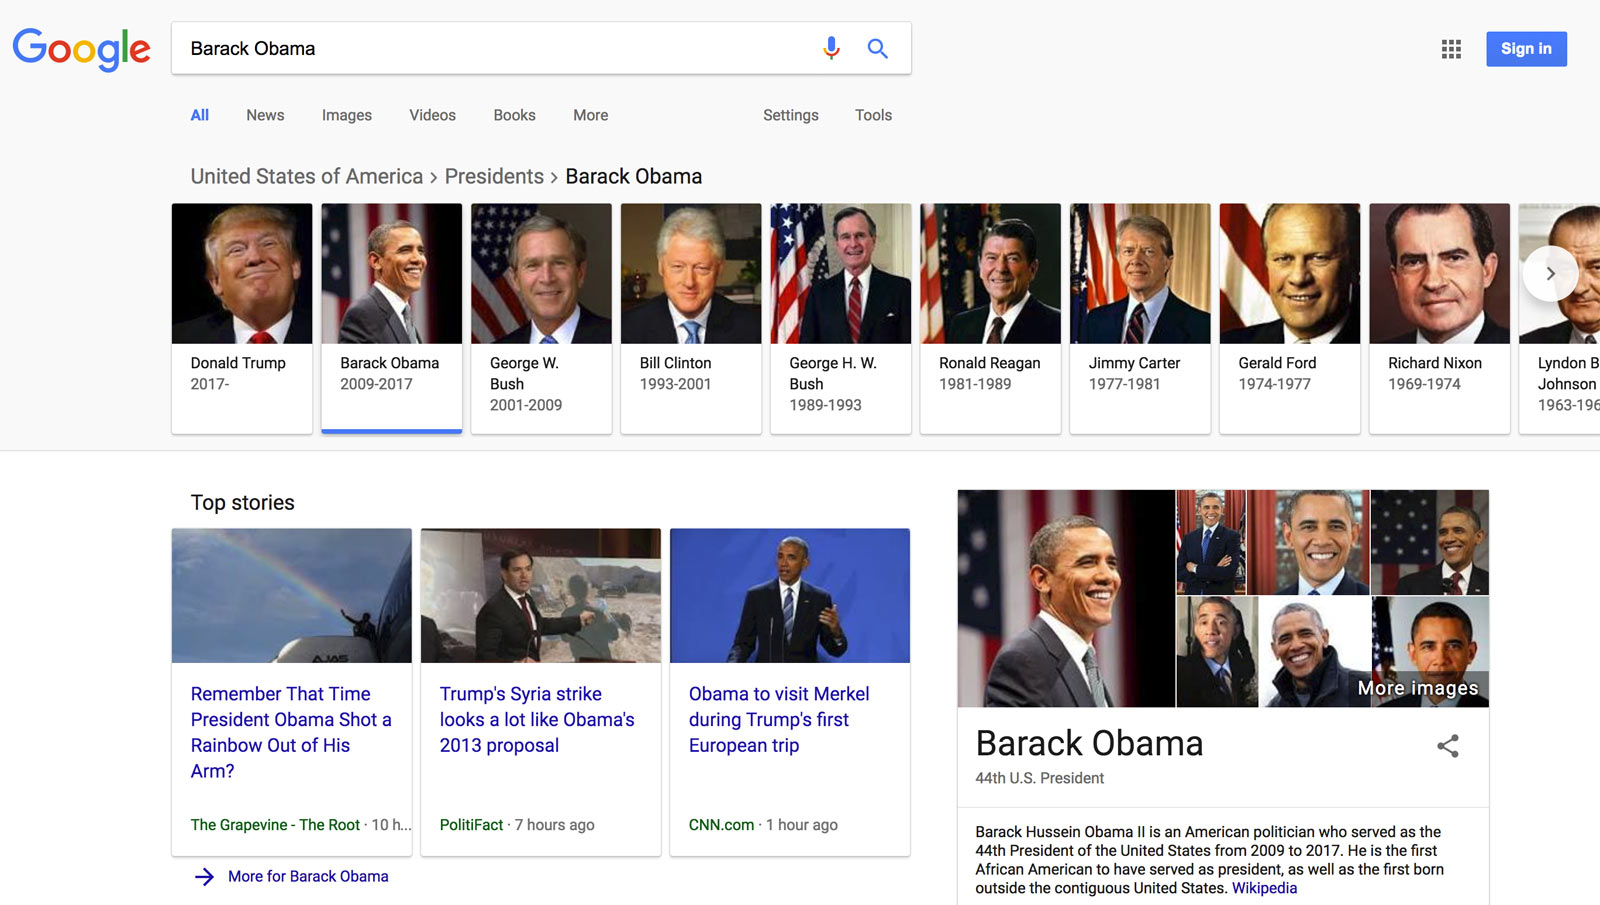 Google
Barack Obama
Sign in
All News Images Videos Books More Settings Tools
United States of America › Presidents › Barack Obama
Donald Trump
2017-
Barack Obama
2009-2017
George W.
Bush
2001-2009
Bill Clinton
1993-2001
George H. W.
Bush
1989-1993
Ronald Reagan
1981-1989
Jimmy Carter
1977-1981
Gerald Ford
1974-1977
Richard Nixon
1969-1974
Lyndon B
Johnson
1963-196
Top stories
AJAS
Remember That Time
President Obama Shot a
Rainbow Out of His
Arm?
The Grapevine - The Root · 10 h...
Trump's Syria strike
looks a lot like Obama's
2013 proposal
PolitiFact · 7 hours ago
Obama to visit Merkel
during Trump's first
European trip
CNN.com · 1 hour ago
More for Barack Obama
More images
Barack Obama
44th U.S. President
Barack Hussein Obama II is an American politician who served as the
44th President of the United States from 2009 to 2017. He is the first
African American to have served as president, as well as the first born
outside the contiguous United States. Wikipedia